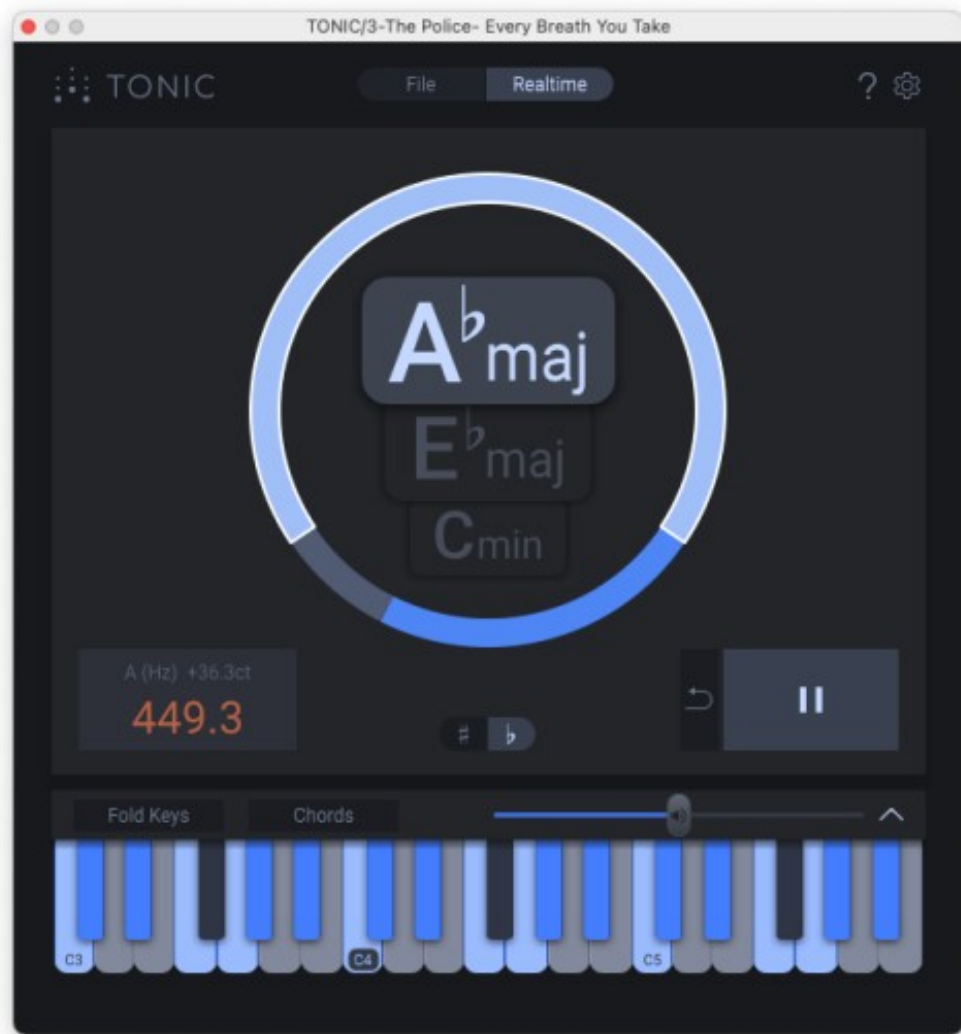 TONIC/3-The Police- Every Breath You Take
TONIC File Realtime ?
A♭maj
E♭maj
Cmin
A (Hz) +36.3ct
449.3
♯ ♭
Fold Keys Chords
C3 C4 C5